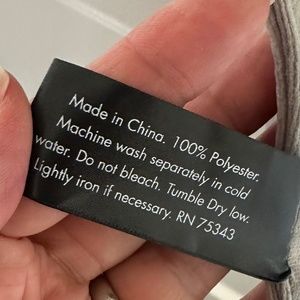 Made in China. 100% Polyester.
Machine wash separately in cold
water. Do not bleach. Tumble Dry low.
Lightly iron if necessary. RN 75343